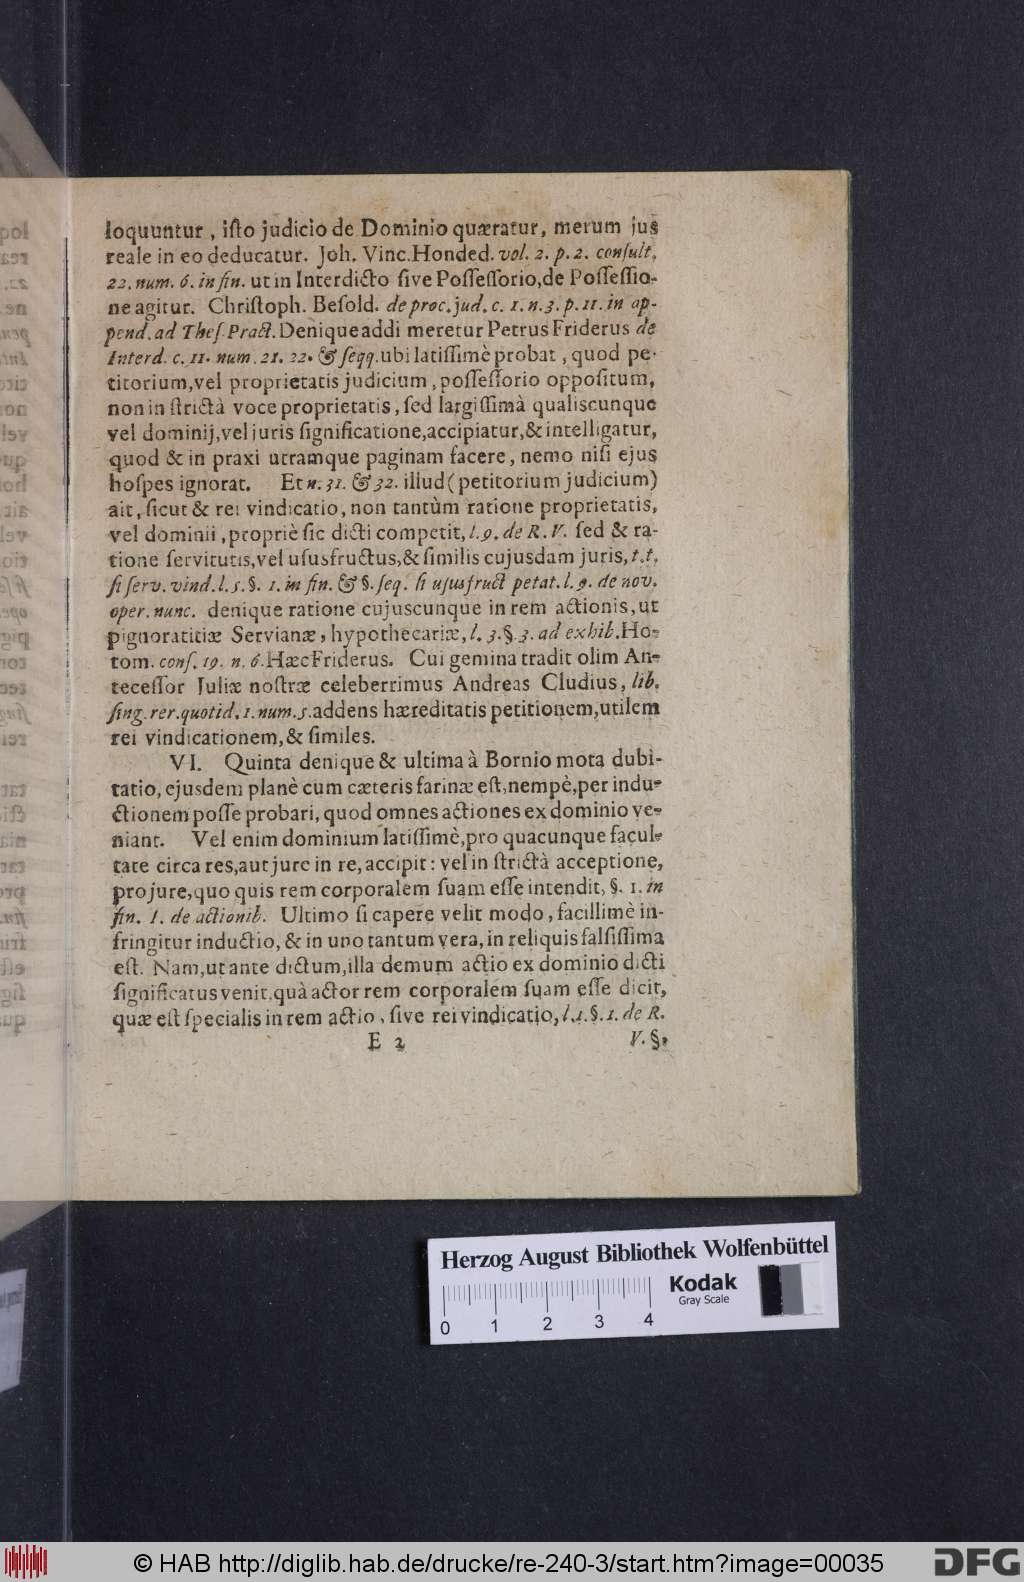 loquuntur, iſto judicio de Dominio quæratur, merum jus
reale in eo deducatur. Joh. Vinc. Honded. vol. 2. p. 2. conſult.
22. num. 6. in fin. ut in Interdicto ſive Poſſeſſorio, de Poſſeſſio-
ne agitur. Chriſtoph. Beſold. de proc. jud. c. 1. n. 3. p. 11. in ap-
pend. ad Theſ. Pract. Denique addi meretur Petrus Friderus de
Interd. c. 11. num. 21. 22. & ſeqq. ubi latiſſimè probat, quod pe-
titorium, vel proprietatis judicium, poſſeſſorio oppoſitum,
non in ſtrictâ voce proprietatis, ſed largiſſimâ qualiscunque
vel dominij, vel juris ſignificatione, accipiatur, & intelligatur,
quod & in praxi utramque paginam facere, nemo niſi ejus
hoſpes ignorat. Et n. 31. & 32. illud (petitorium judicium)
ait, ſicut & rei vindicatio, non tantùm ratione proprietatis,
vel dominii, propriè ſic dicti competit, l. 9. de R. V. ſed & ra-
tione ſervitutis, vel uſusfructus, & ſimilis cujusdam juris, t. t.
ſi ſerv. vind. l. 5. §. 1. in fin. & §. ſeq. ſi uſusfruct petat. l. 9. de nov.
oper. nunc. denique ratione cujuscunque in rem actionis, ut
pignoratitiæ Servianæ, hypothecariæ, l. 3. §. 3. ad exhib. Ho-
tom. conſ. 19. n. 6. Hæc Friderus. Cui gemina tradit olim An-
teceſſor Juliæ noſtræ celeberrimus Andreas Cludius, lib.
ſing. rer. quotid. 1. num. 5. addens hæreditatis petitionem, utilem
rei vindicationem, & ſimiles.
VI. Quinta denique & ultima à Bornio mota dubi-
tatio, ejusdem planè cum cæteris farinæ eſt, nempè, per indu-
ctionem poſſe probari, quod omnes actiones ex dominio ve-
niant. Vel enim dominium latiſſimè, pro quacunque facul-
tate circa res, aut jure in re, accipit: vel in ſtrictâ acceptione,
pro jure, quo quis rem corporalem ſuam eſſe intendit, §. 1. in
fin. I. de actionib. Ultimo ſi capere velit modo, facillimè in-
fringitur inductio, & in uno tantum vera, in reliquis falſiſſima
eſt. Nam, ut ante dictum, illa demum actio ex dominio dicti
ſignificatus venit, quâ actor rem corporalem ſuam eſſe dicit,
quæ eſt ſpecialis in rem actio, ſive rei vindicatio, l. 1. §. 1. de R.
E 2 V. §.
Herzog August Bibliothek Wolfenbüttel
Kodak
Gray Scale
0 1 2 3 4
© HAB http://diglib.hab.de/drucke/re-240-3/start.htm?image=00035
DFG